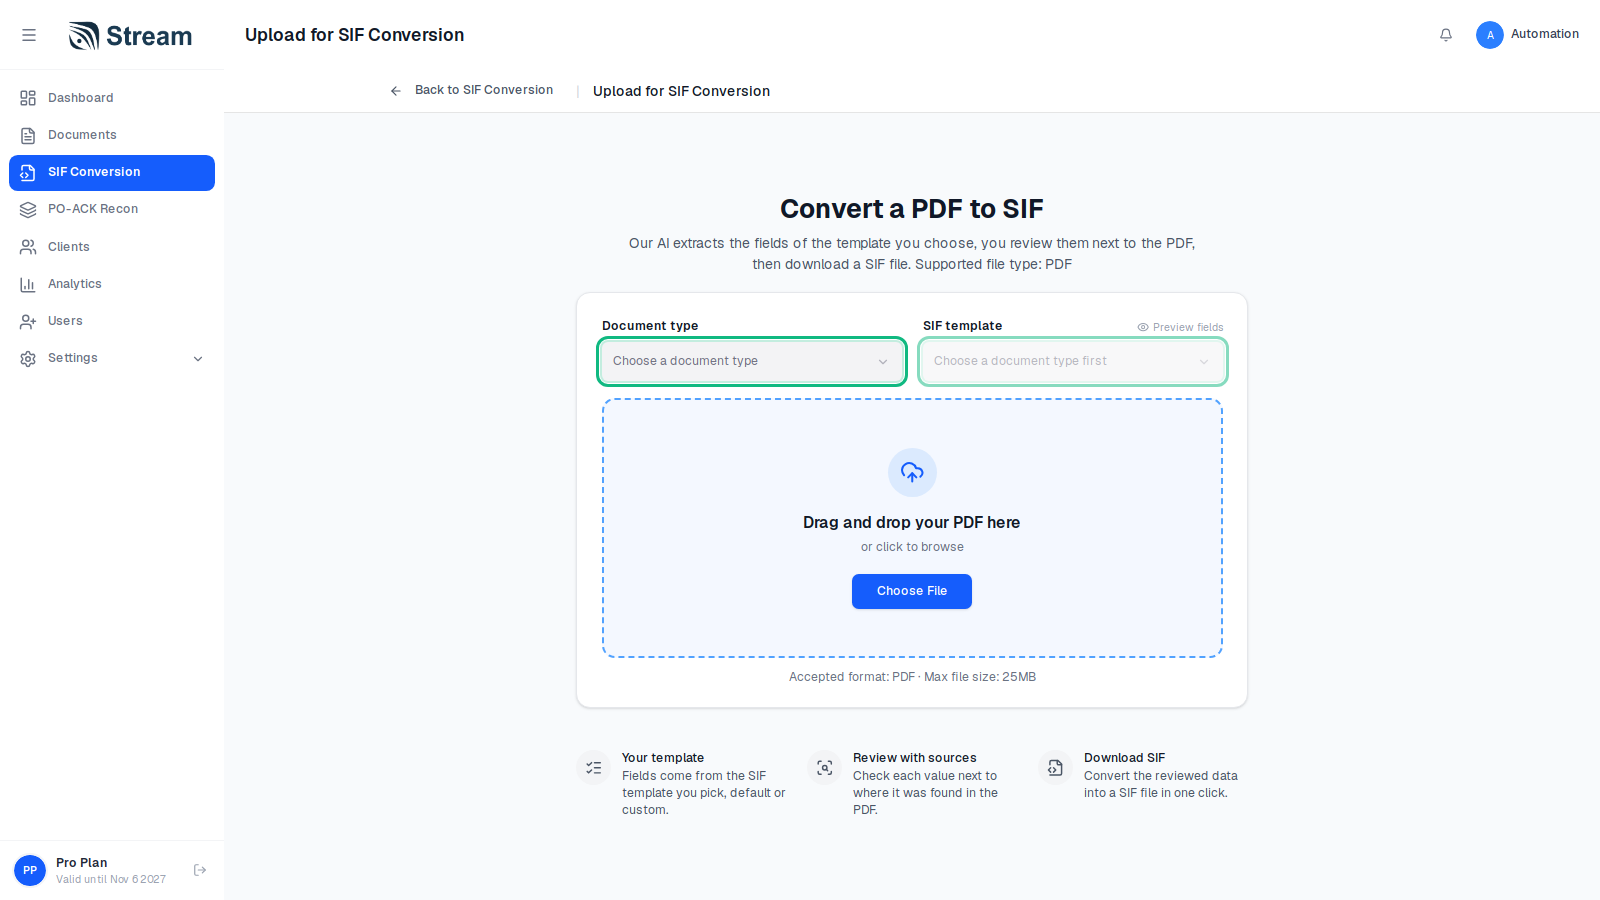 Stream
Upload for SIF Conversion
A
Automation
Back to SIF Conversion
Upload for SIF Conversion
Dashboard
Documents
SIF Conversion
PO-ACK Recon
Clients
Analytics
Users
Settings
Convert a PDF to SIF
Our AI extracts the fields of the template you choose, you review them next to the PDF,
then download a SIF file. Supported file type: PDF
Document type
SIF template
Preview fields
Choose a document type
Choose a document type first
Drag and drop your PDF here
or click to browse
Choose File
Accepted format: PDF · Max file size: 25MB
Your template
Fields come from the SIF
template you pick, default or
custom.
Review with sources
Check each value next to
where it was found in the
PDF.
Download SIF
Convert the reviewed data
into a SIF file in one click.
PP
Pro Plan
Valid until Nov 6 2027